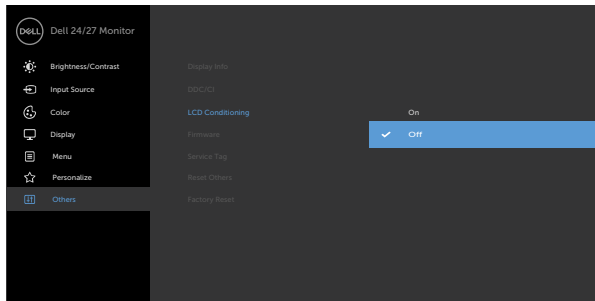 DELL
Dell 24/27 Monitor
Brightness/Contrast
Input Source
Color
Display
Menu
Personalize
Others
Display Info
DDC/CI
LCD Conditioning
Firmware
Service Tag
Reset Others
Factory Reset
On
Off